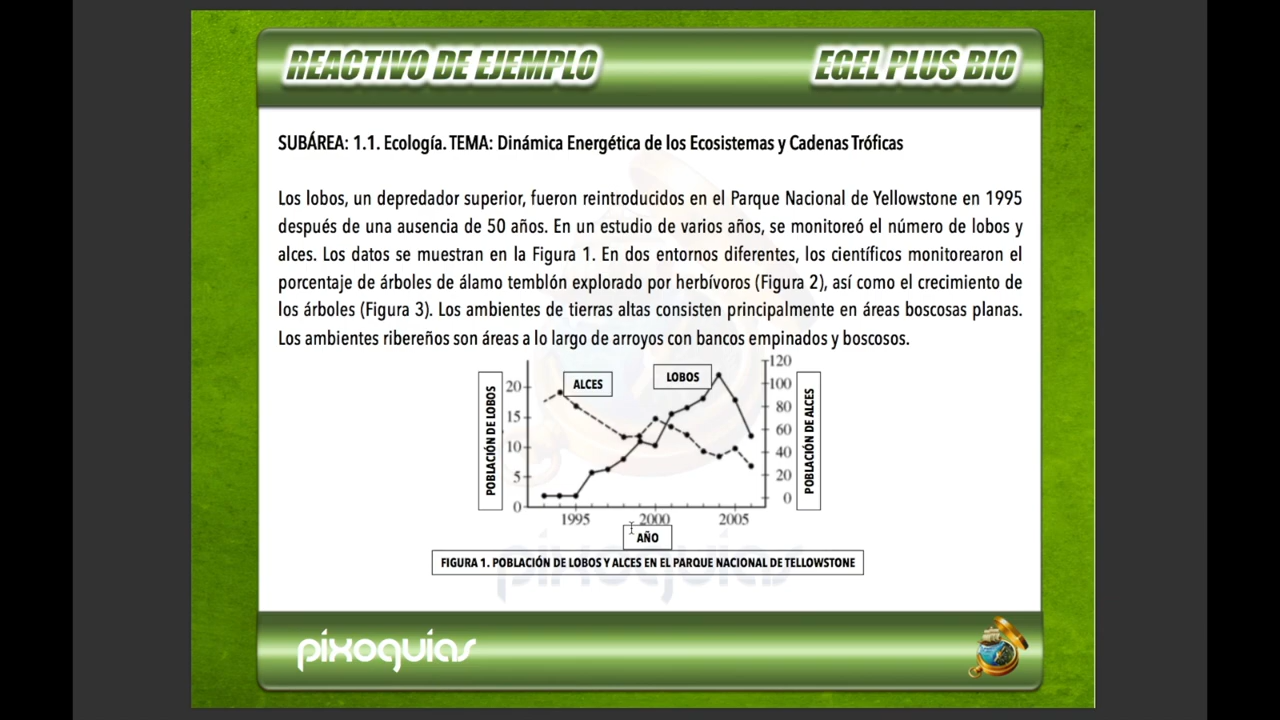 REACTIVO DE EJEMPLO
EGEL PLUS BIO
SUBÁREA: 1.1. Ecología. TEMA: Dinámica Energética de los Ecosistemas y Cadenas Tróficas
Los lobos, un depredador superior, fueron reintroducidos en el Parque Nacional de Yellowstone en 1995
después de una ausencia de 50 años. En un estudio de varios años, se monitoreó el número de lobos y
alces. Los datos se muestran en la Figura 1. En dos entornos diferentes, los científicos monitorearon el
porcentaje de árboles de álamo temblón explorado por herbívoros (Figura 2), así como el crecimiento de
los árboles (Figura 3). Los ambientes de tierras altas consisten principalmente en áreas boscosas planas.
Los ambientes ribereños son áreas a lo largo de arroyos con bancos empinados y boscosos.
POBLACIÓN DE LOBOS
20
15
10
5
0
ALCES
LOBOS
120
100
80
60
40
20
0
POBLACIÓN DE ALCES
1995
2000
2005
AÑO
FIGURA 1. POBLACIÓN DE LOBOS Y ALCES EN EL PARQUE NACIONAL DE TELLOWSTONE
pixoguias
pixoguias